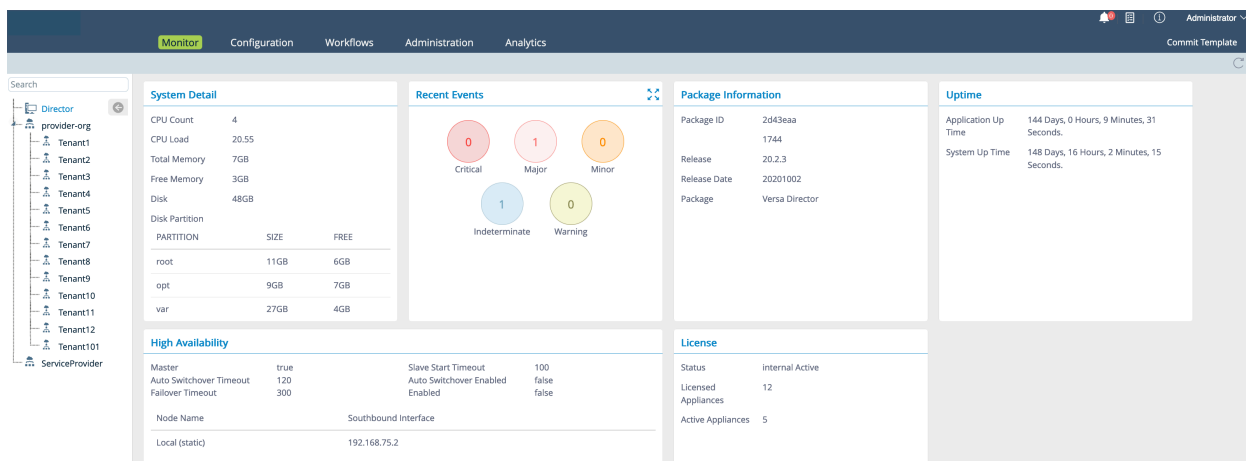 0
Administrator
Monitor Configuration Workflows Administration Analytics
Commit Template
Search
Director
provider-org
Tenant1
Tenant2
Tenant3
Tenant4
Tenant5
Tenant6
Tenant7
Tenant8
Tenant9
Tenant10
Tenant11
Tenant12
Tenant101
ServiceProvider
System Detail
CPU Count 4
CPU Load 20.55
Total Memory 7GB
Free Memory 3GB
Disk 48GB
Disk Partition
PARTITION SIZE FREE
root 11GB 6GB
opt 9GB 7GB
var 27GB 4GB
Recent Events
0 1 0
Critical Major Minor
1 0
Indeterminate Warning
Package Information
Package ID 2d43eaa
1744
Release 20.2.3
Release Date 20201002
Package Versa Director
Uptime
Application Up 144 Days, 0 Hours, 9 Minutes, 31
Time Seconds.
System Up Time 148 Days, 16 Hours, 2 Minutes, 15
Seconds.
High Availability
Master true Slave Start Timeout 100
Auto Switchover Timeout 120 Auto Switchover Enabled false
Failover Timeout 300 Enabled false
Node Name Southbound Interface
Local (static) 192.168.75.2
License
Status internal Active
Licensed 12
Appliances
Active Appliances 5